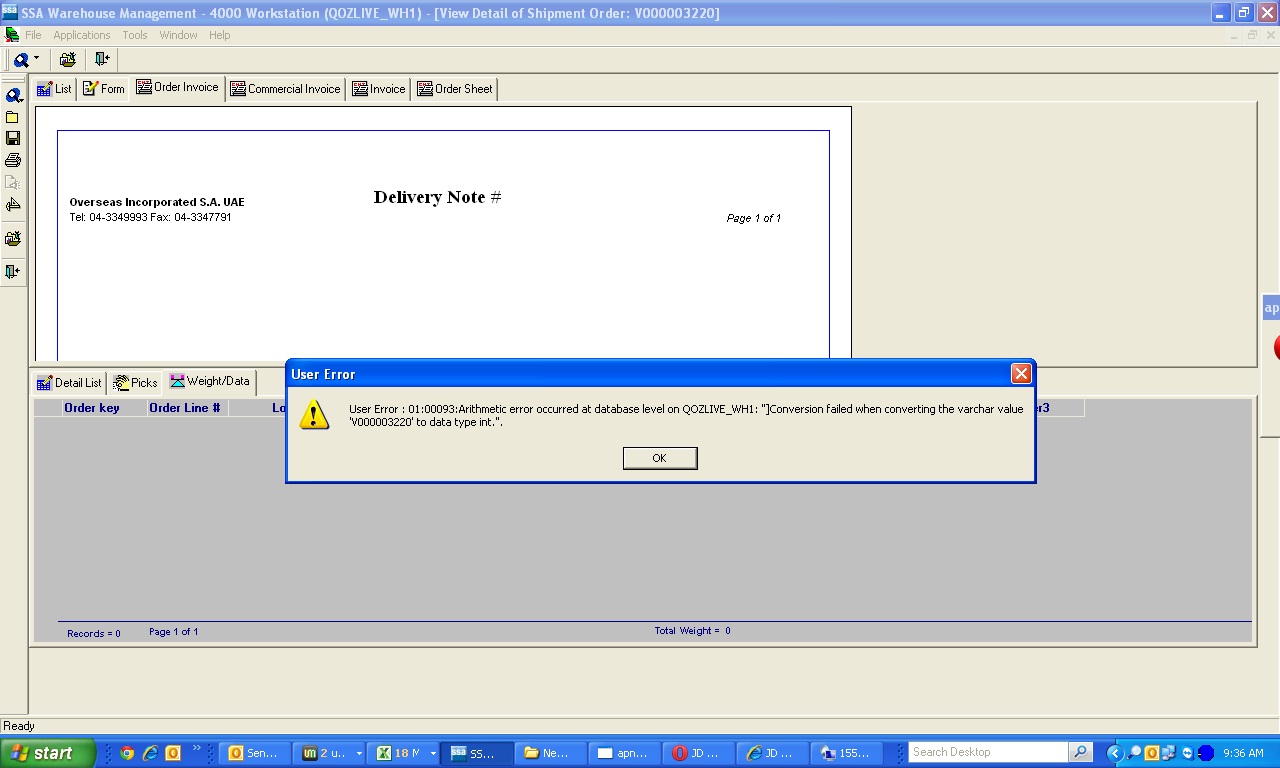 SSA SSA Warehouse Management - 4000 Workstation (QOZLIVE_WH1) - [View Detail of Shipment Order: V000003220]
File Applications Tools Window Help
List Form Order Invoice Commercial Invoice Invoice Order Sheet
Delivery Note #
Overseas Incorporated S.A. UAE
Tel: 04-3349993 Fax: 04-3347791
Page 1 of 1
ap
User Error
User Error : 01:00093:Arithmetic error occurred at database level on QOZLIVE_WH1: "]Conversion failed when converting the varchar value
'V000003220' to data type int.".
OK
Detail List Picks Weight/Data
Order key Order Line # Lo r3
Records = 0 Page 1 of 1 Total Weight = 0
Ready
start Sen... 2 u.. 18 M SSA SS... Ne... apn... JD ... JD ... 155... Search Desktop 9:36 AM